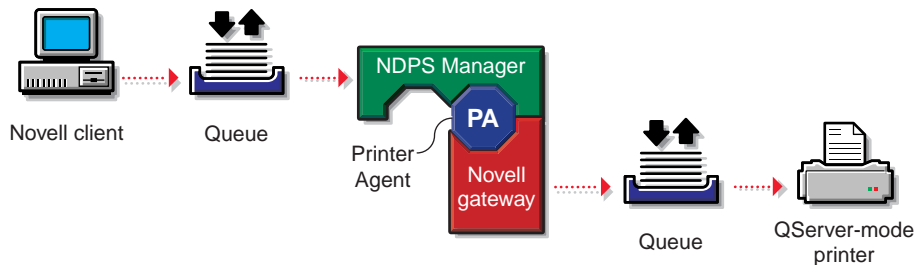 NDPS Manager
PA
Novell client
Queue
Printer
Agent
Novell
gateway
Queue
QServer-mode
printer